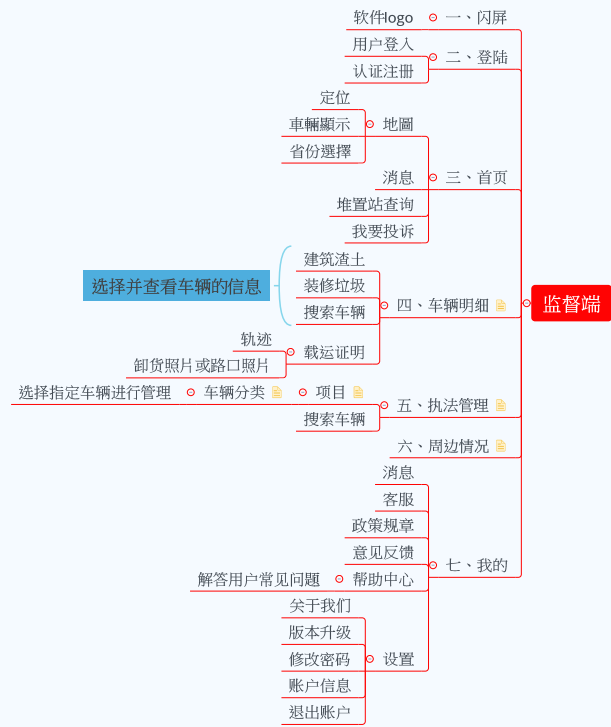 监督端
一、闪屏
软件logo
二、登陆
用户登入
认证注册
三、首页
地圖
定位
車輛顯示
省份選擇
消息
堆置站查询
我要投诉
四、车辆明细
建筑渣土
装修垃圾
搜索车辆
选择并查看车辆的信息
载运证明
轨迹
卸货照片或路口照片
五、执法管理
项目
车辆分类
选择指定车辆进行管理
搜索车辆
六、周边情况
七、我的
消息
客服
政策规章
意见反馈
帮助中心
解答用户常见问题
设置
关于我们
版本升级
修改密码
账户信息
退出账户